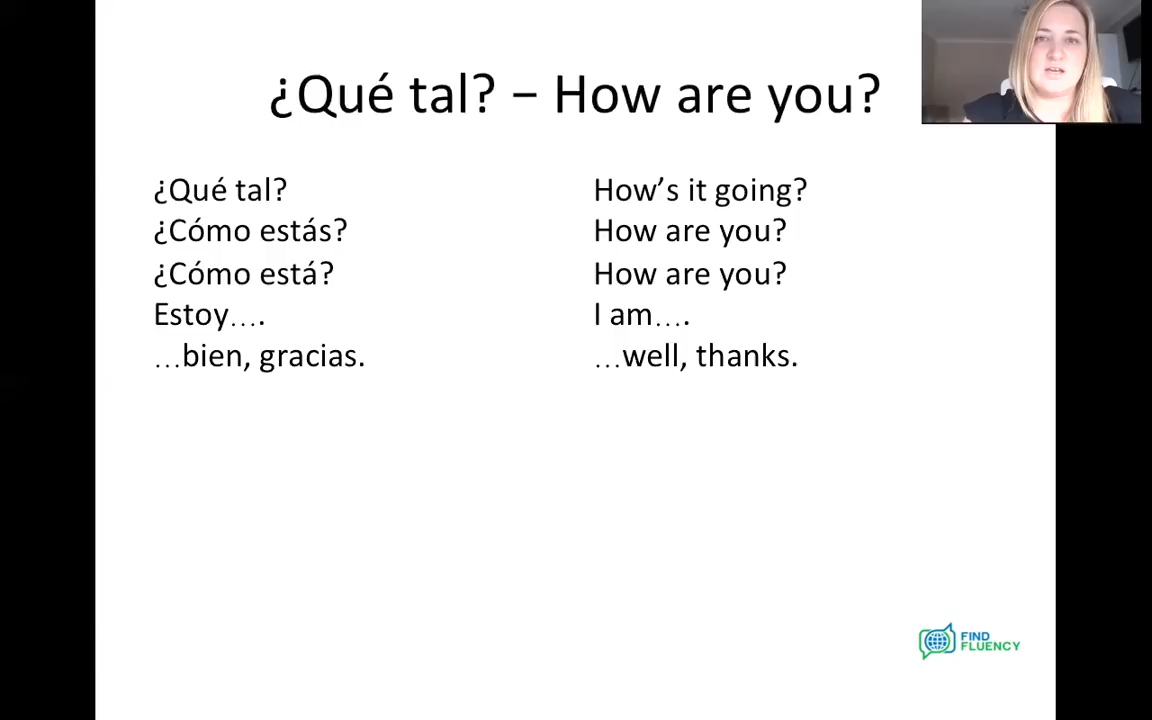 ¿Qué tal? – How are you?
¿Qué tal? How's it going?
¿Cómo estás? How are you?
¿Cómo está? How are you?
Estoy…. I am….
…bien, gracias. …well, thanks.
FIND
FLUENCY